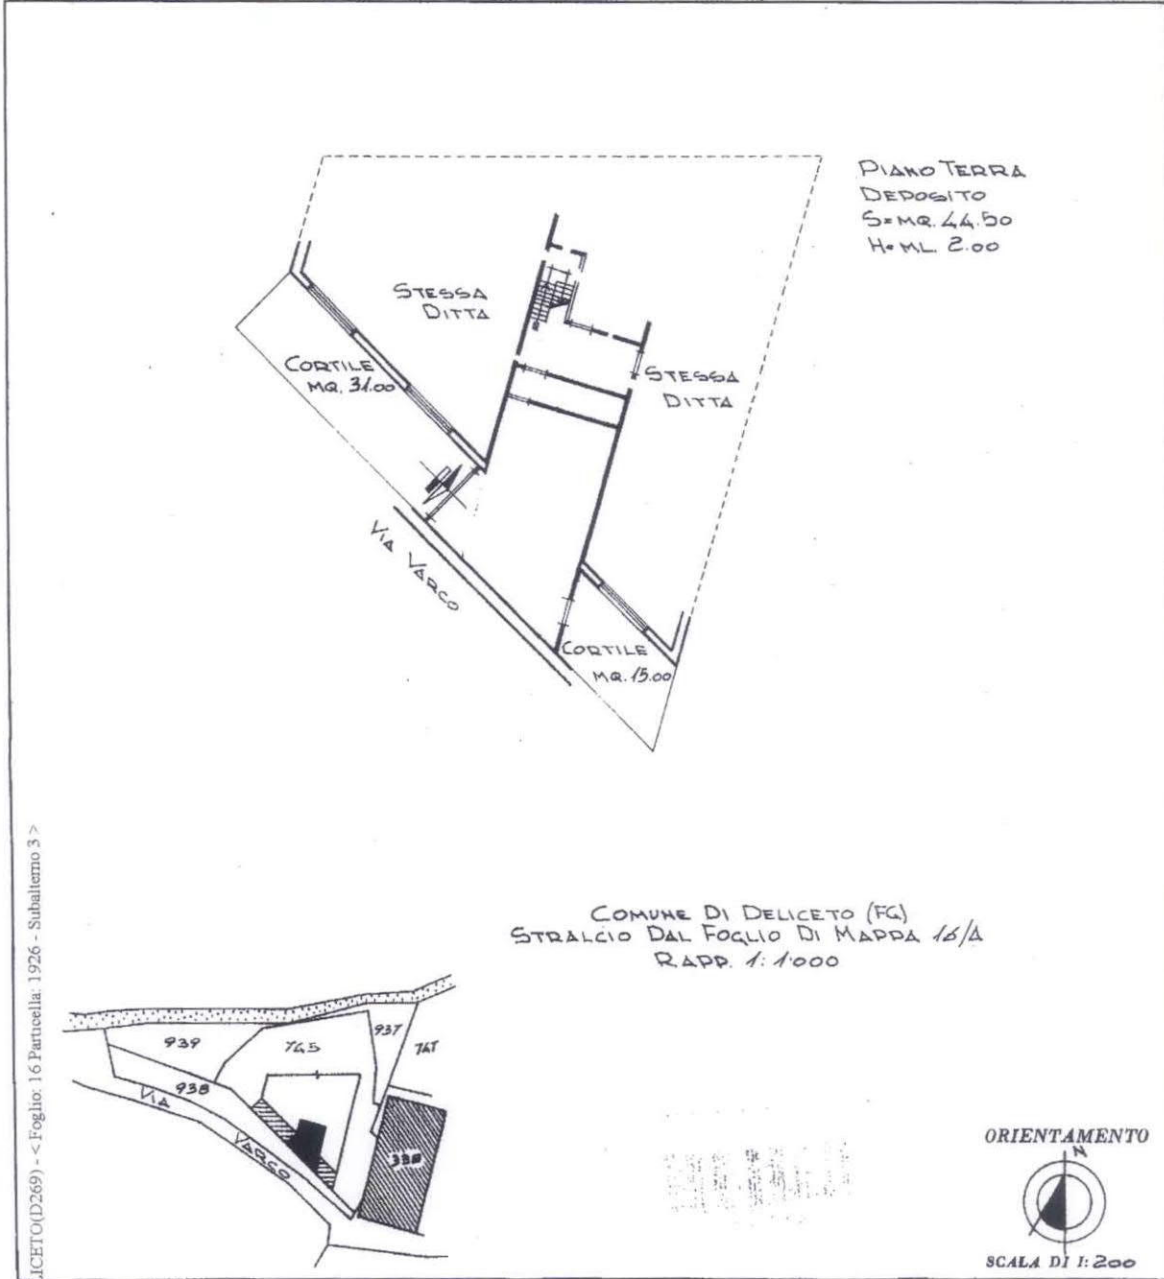 PIANO TERRA
DEPOSITO
S=MQ. 44.50
H=ML. 2.00
STESSA
DITTA
CORTILE
MQ. 31.00
STESSA
DITTA
VIA VARCO
CORTILE
MQ. 15.00
COMUNE DI DELICETO (FG)
STRALCIO DAL FOGLIO DI MAPPA 16/A
RAPP. 1:1000
939
745
937
747
938
VIA
VARCO
338
ORIENTAMENTO
N
SCALA DI 1:200
LICETO(D269) - < Foglio: 16 Particella: 1926 - Subalterno 3 >